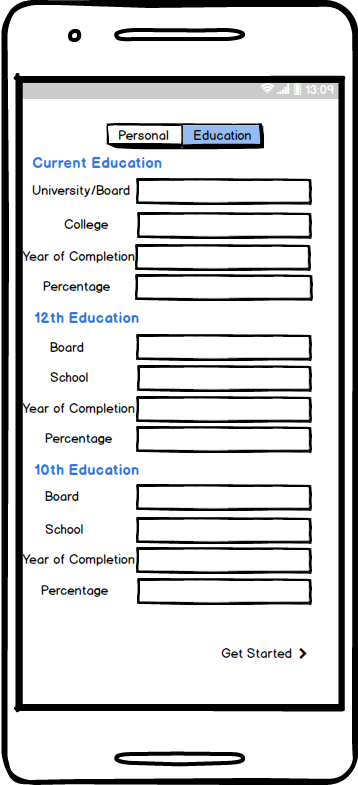 13:09
Personal Education
Current Education
University/Board
College
Year of Completion
Percentage
12th Education
Board
School
Year of Completion
Percentage
10th Education
Board
School
Year of Completion
Percentage
Get Started